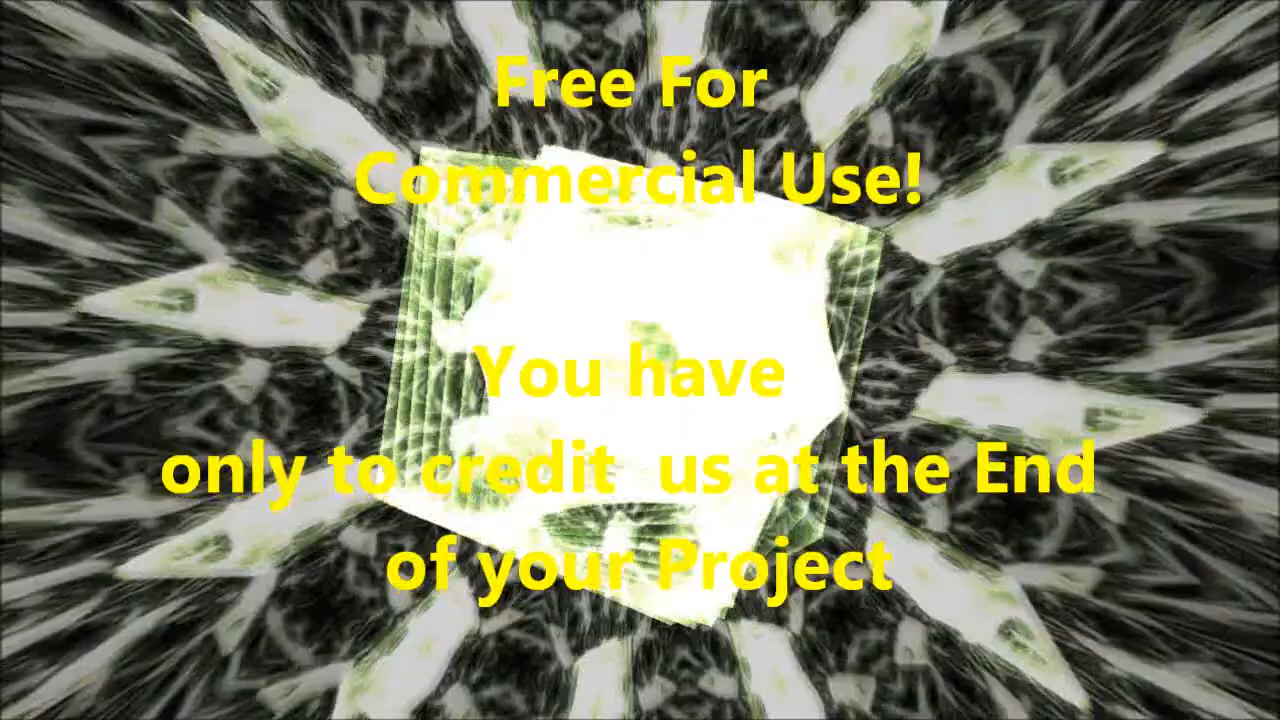 Free For
Commercial Use!
You have
only to credit us at the End
of your Project